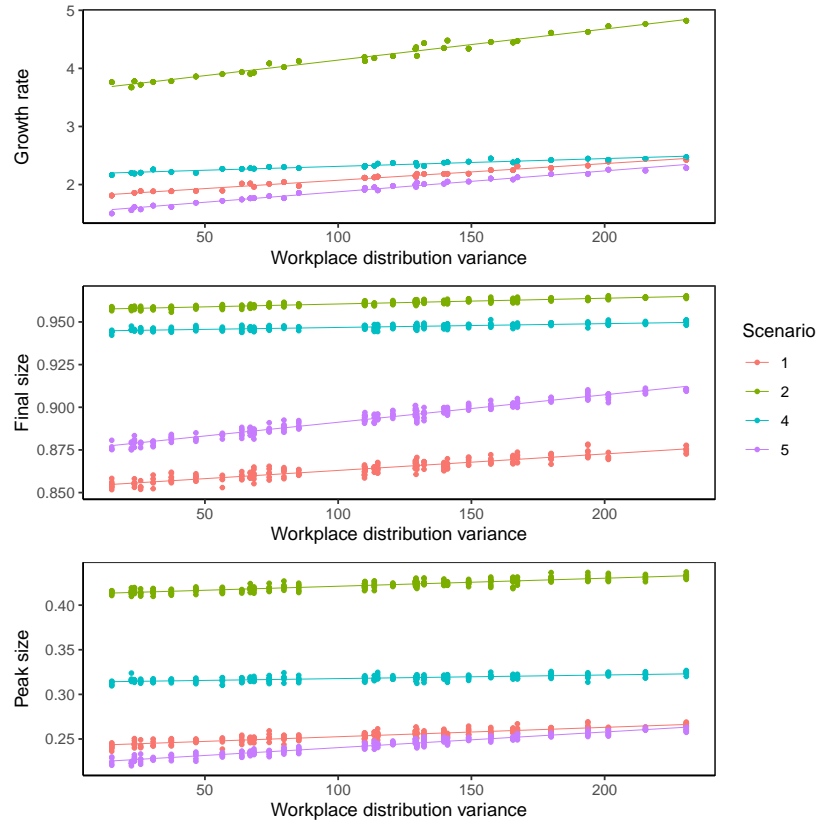 5
4
3
2
Growth rate
50 100 150 200
Workplace distribution variance
0.950
0.925
0.900
0.875
0.850
Final size
50 100 150 200
Workplace distribution variance
Scenario
1
2
4
5
0.40
0.35
0.30
0.25
Peak size
50 100 150 200
Workplace distribution variance